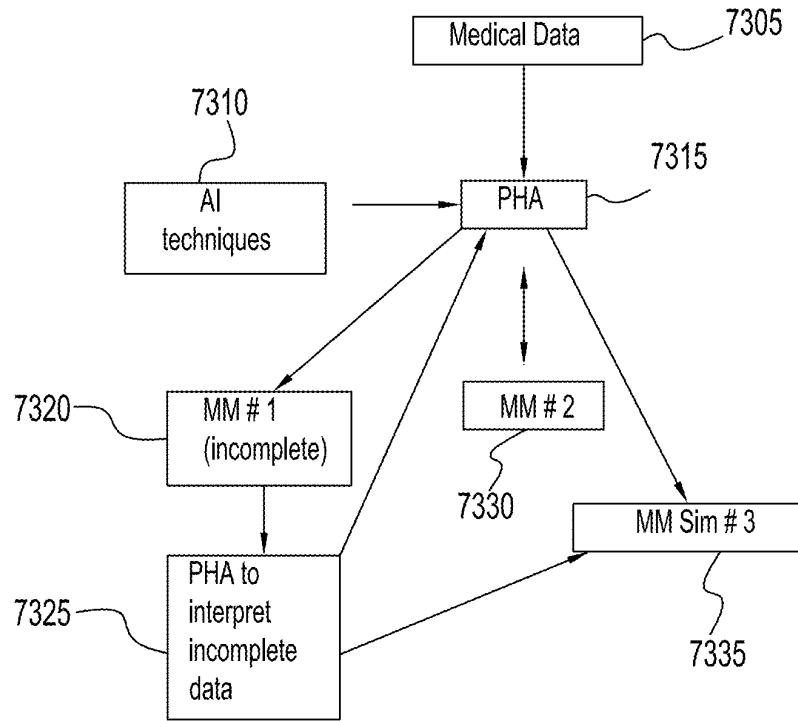 Medical Data
7305
7310
AI
techniques
PHA
7315
7320
MM # 1
(incomplete)
MM # 2
7330
MM Sim # 3
7335
7325
PHA to
interpret
incomplete
data